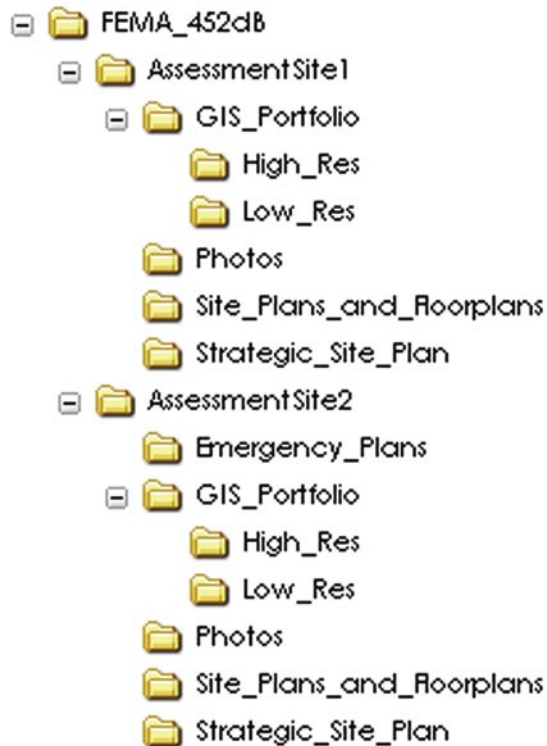 FEMA_452dB
AssessmentSite1
GIS_Portfolio
High_Res
Low_Res
Photos
Site_Plans_and_Floorplans
Strategic_Site_Plan
AssessmentSite2
Emergency_Plans
GIS_Portfolio
High_Res
Low_Res
Photos
Site_Plans_and_Floorplans
Strategic_Site_Plan